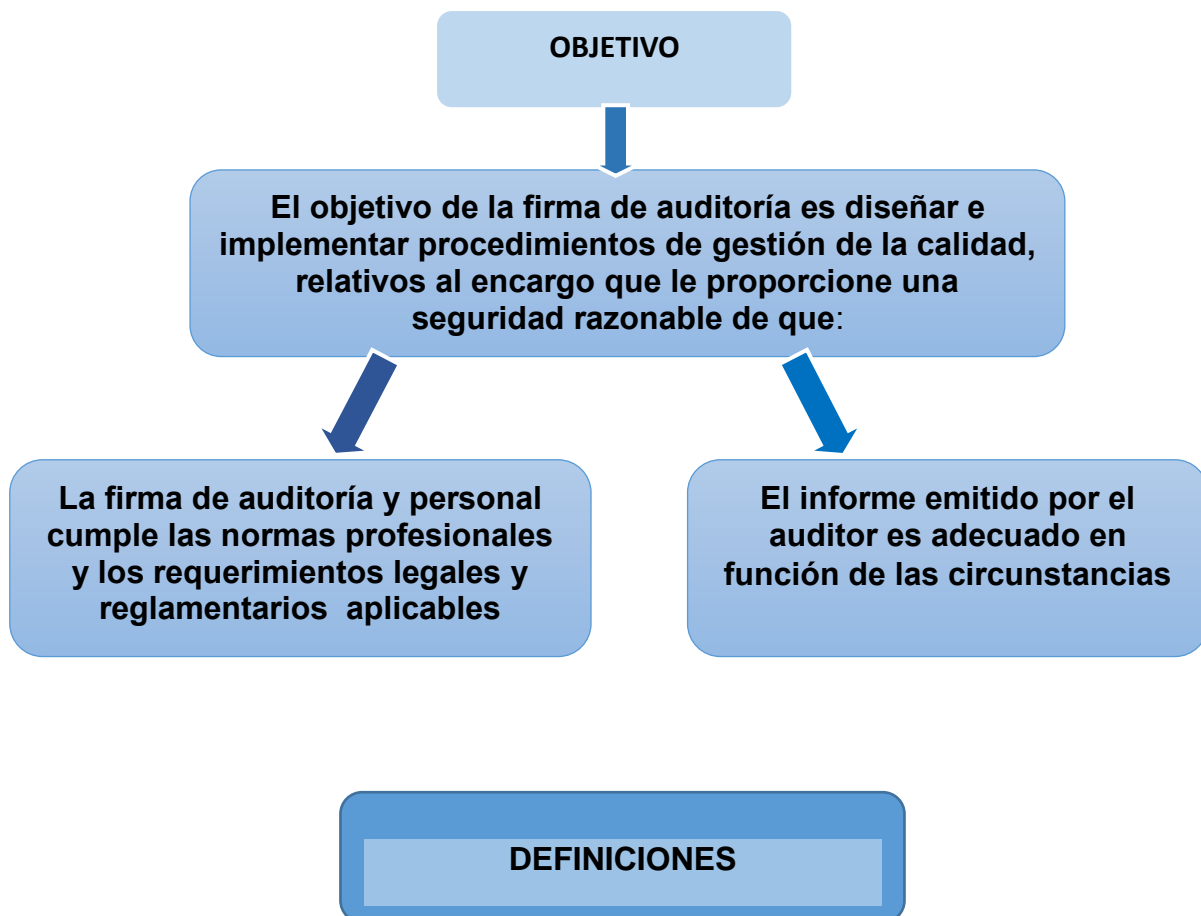 OBJETIVO
El objetivo de la firma de auditoría es diseñar e
implementar procedimientos de gestión de la calidad,
relativos al encargo que le proporcione una
seguridad razonable de que:
La firma de auditoría y personal
cumple las normas profesionales
y los requerimientos legales y
reglamentarios aplicables
El informe emitido por el
auditor es adecuado en
función de las circunstancias
DEFINICIONES